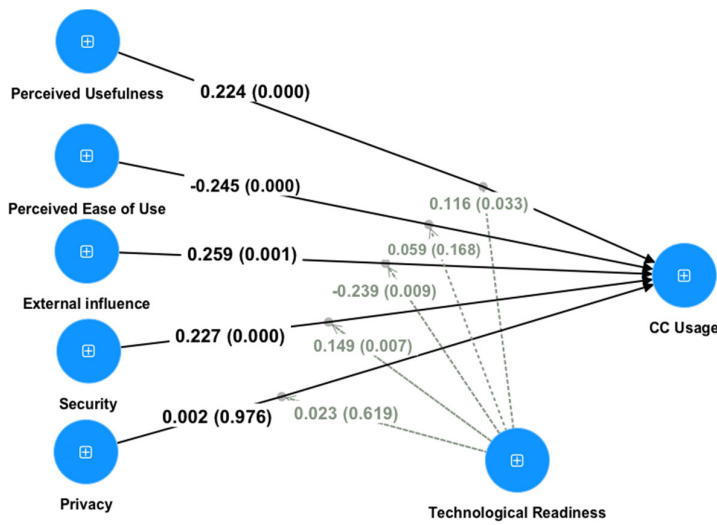 Perceived Usefulness
0.224 (0.000)
Perceived Ease of Use
-0.245 (0.000)
0.116 (0.033)
External influence
0.259 (0.001)
0.059 (0.168)
-0.239 (0.009)
CC Usage
Security
0.227 (0.000)
0.149 (0.007)
Privacy
0.002 (0.976)
0.023 (0.619)
Technological Readiness